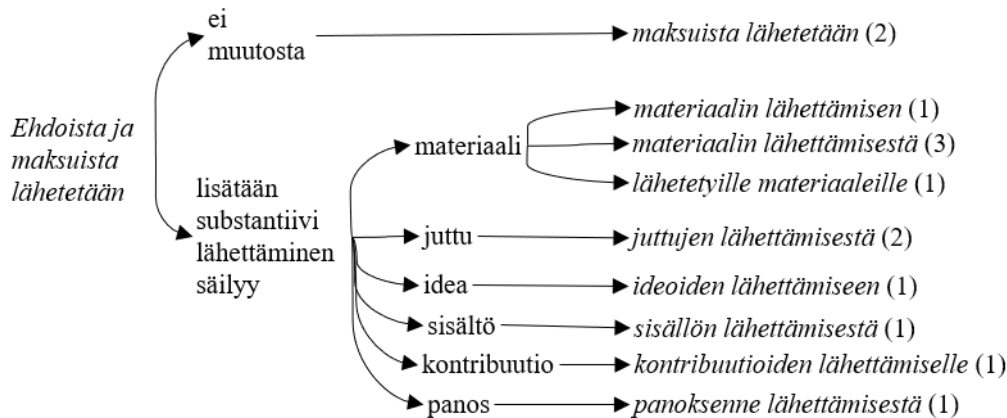 ei
muutosta
maksuista lähetetään (2)
Ehdoista ja
maksuista
lähetetään
lisätään
substantiivi
lähettäminen
säilyy
materiaali
materiaalin lähettämisen (1)
materiaalin lähettämisestä (3)
lähetetyille materiaaleille (1)
juttu
juttujen lähettämisestä (2)
idea
ideoiden lähettämiseen (1)
sisältö
sisällön lähettämisestä (1)
kontribuutio
kontribuutioiden lähettämiselle (1)
panos
panoksenne lähettämisestä (1)